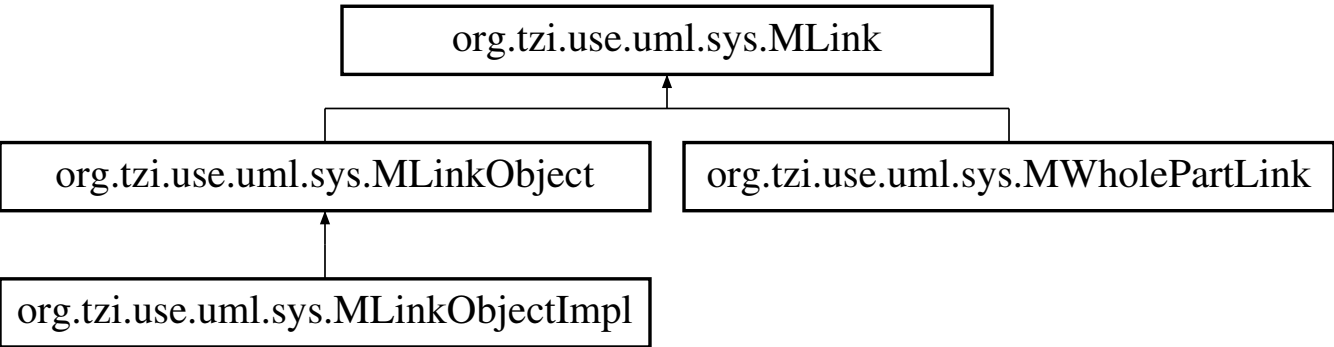 org.tzi.use.uml.sys.MLink
org.tzi.use.uml.sys.MLinkObject
org.tzi.use.uml.sys.MWholePartLink
org.tzi.use.uml.sys.MLinkObjectImpl